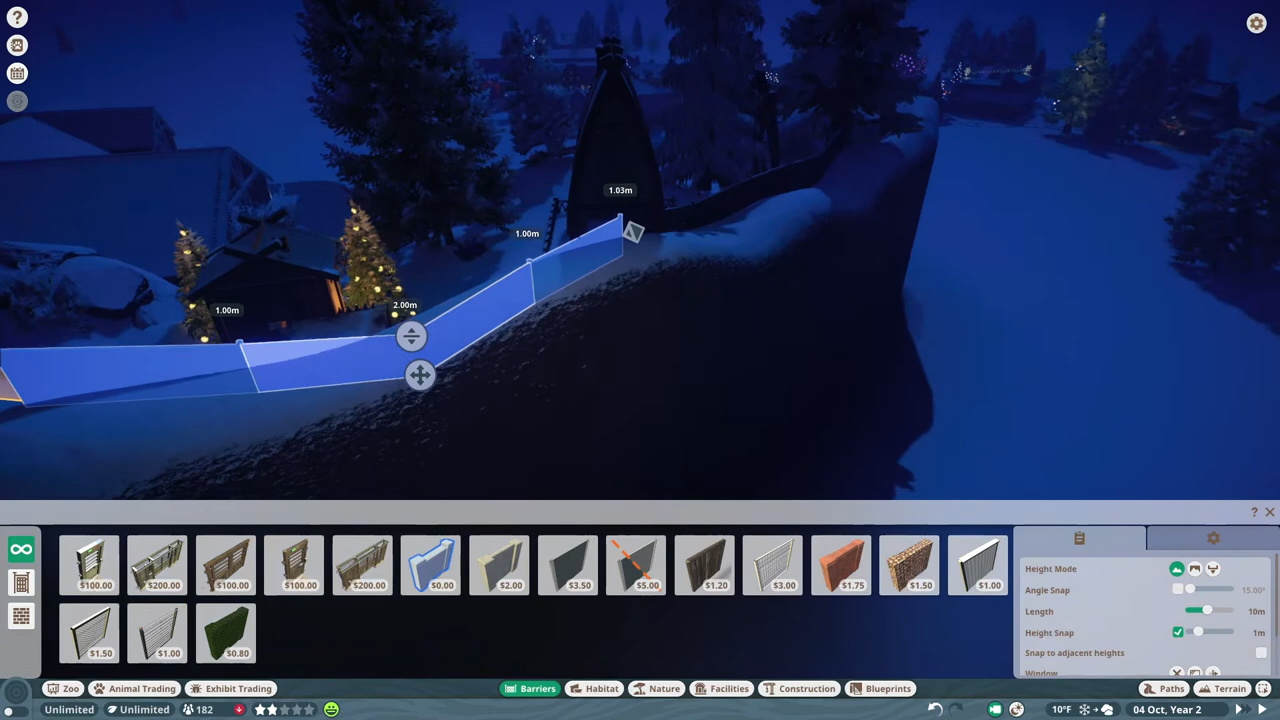 ?
1.03m
1.00m
2.00m
1.00m
? ×
$100.00 $200.00 $100.00 $100.00 $200.00 $0.00 $2.00 $3.50 $5.00 $1.20 $3.00 $1.75 $1.50 $1.00
$1.50 $1.00 $0.80
Height Mode
Angle Snap 15.00°
Length 10m
Height Snap 1m
Snap to adjacent heights
Window
Zoo Animal Trading Exhibit Trading Barriers Habitat Nature Facilities Construction Blueprints Paths Terrain
Unlimited Unlimited 182 10°F 04 Oct, Year 2